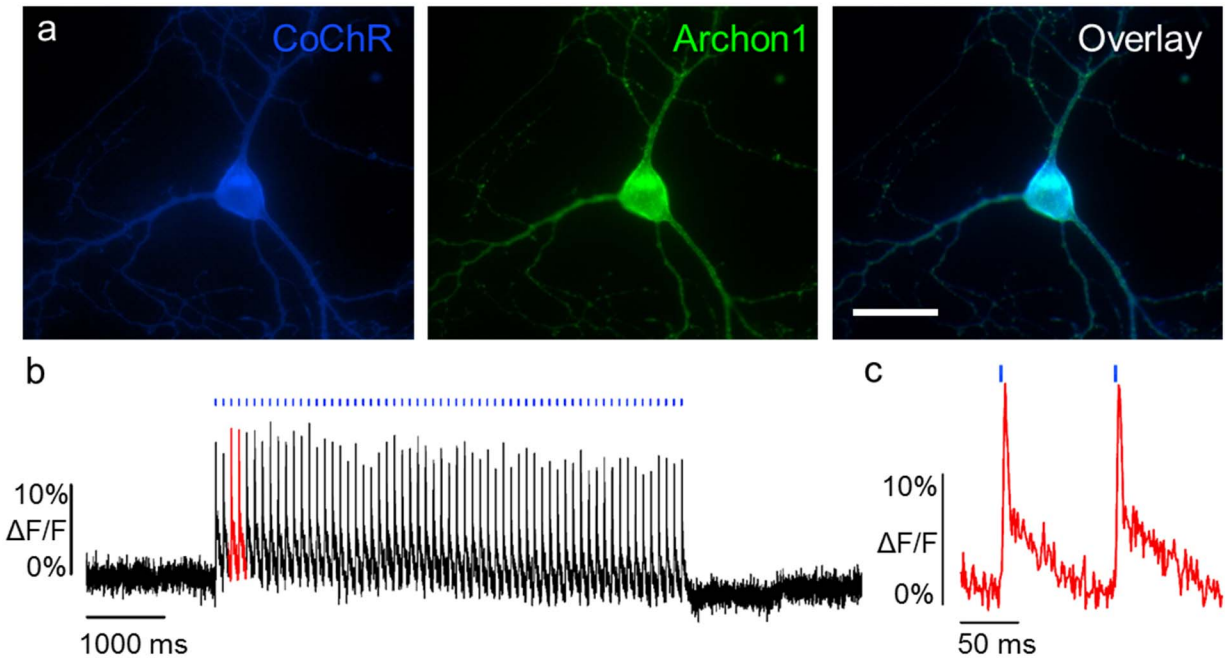 a
CoChR
Archon1
Overlay
b
10%
ΔF/F
0%
1000 ms
c
10%
ΔF/F
0%
50 ms